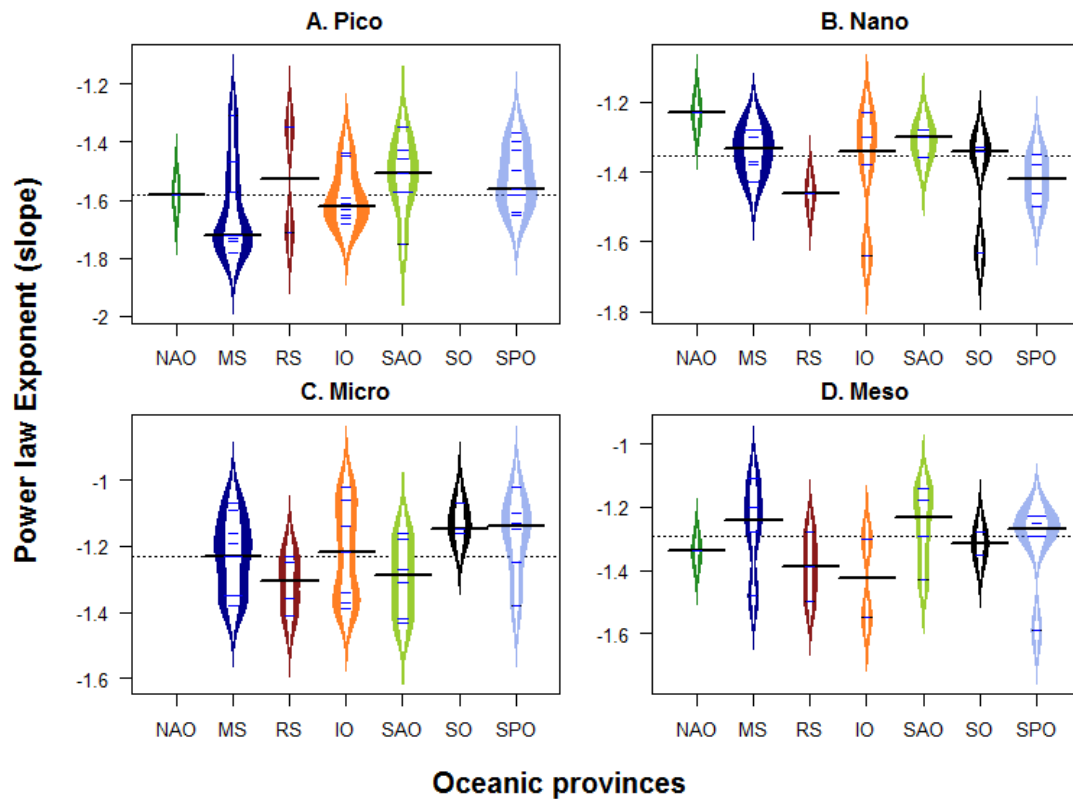 A. Pico
B. Nano
-1.2
-1.4
-1.6
-1.8
-2
-1.2
-1.4
-1.6
-1.8
NAO MS RS IO SAO SO SPO
NAO MS RS IO SAO SO SPO
C. Micro
D. Meso
-1
-1.2
-1.4
-1.6
-1
-1.2
-1.4
-1.6
NAO MS RS IO SAO SO SPO
NAO MS RS IO SAO SO SPO
Power law Exponent (slope)
Oceanic provinces